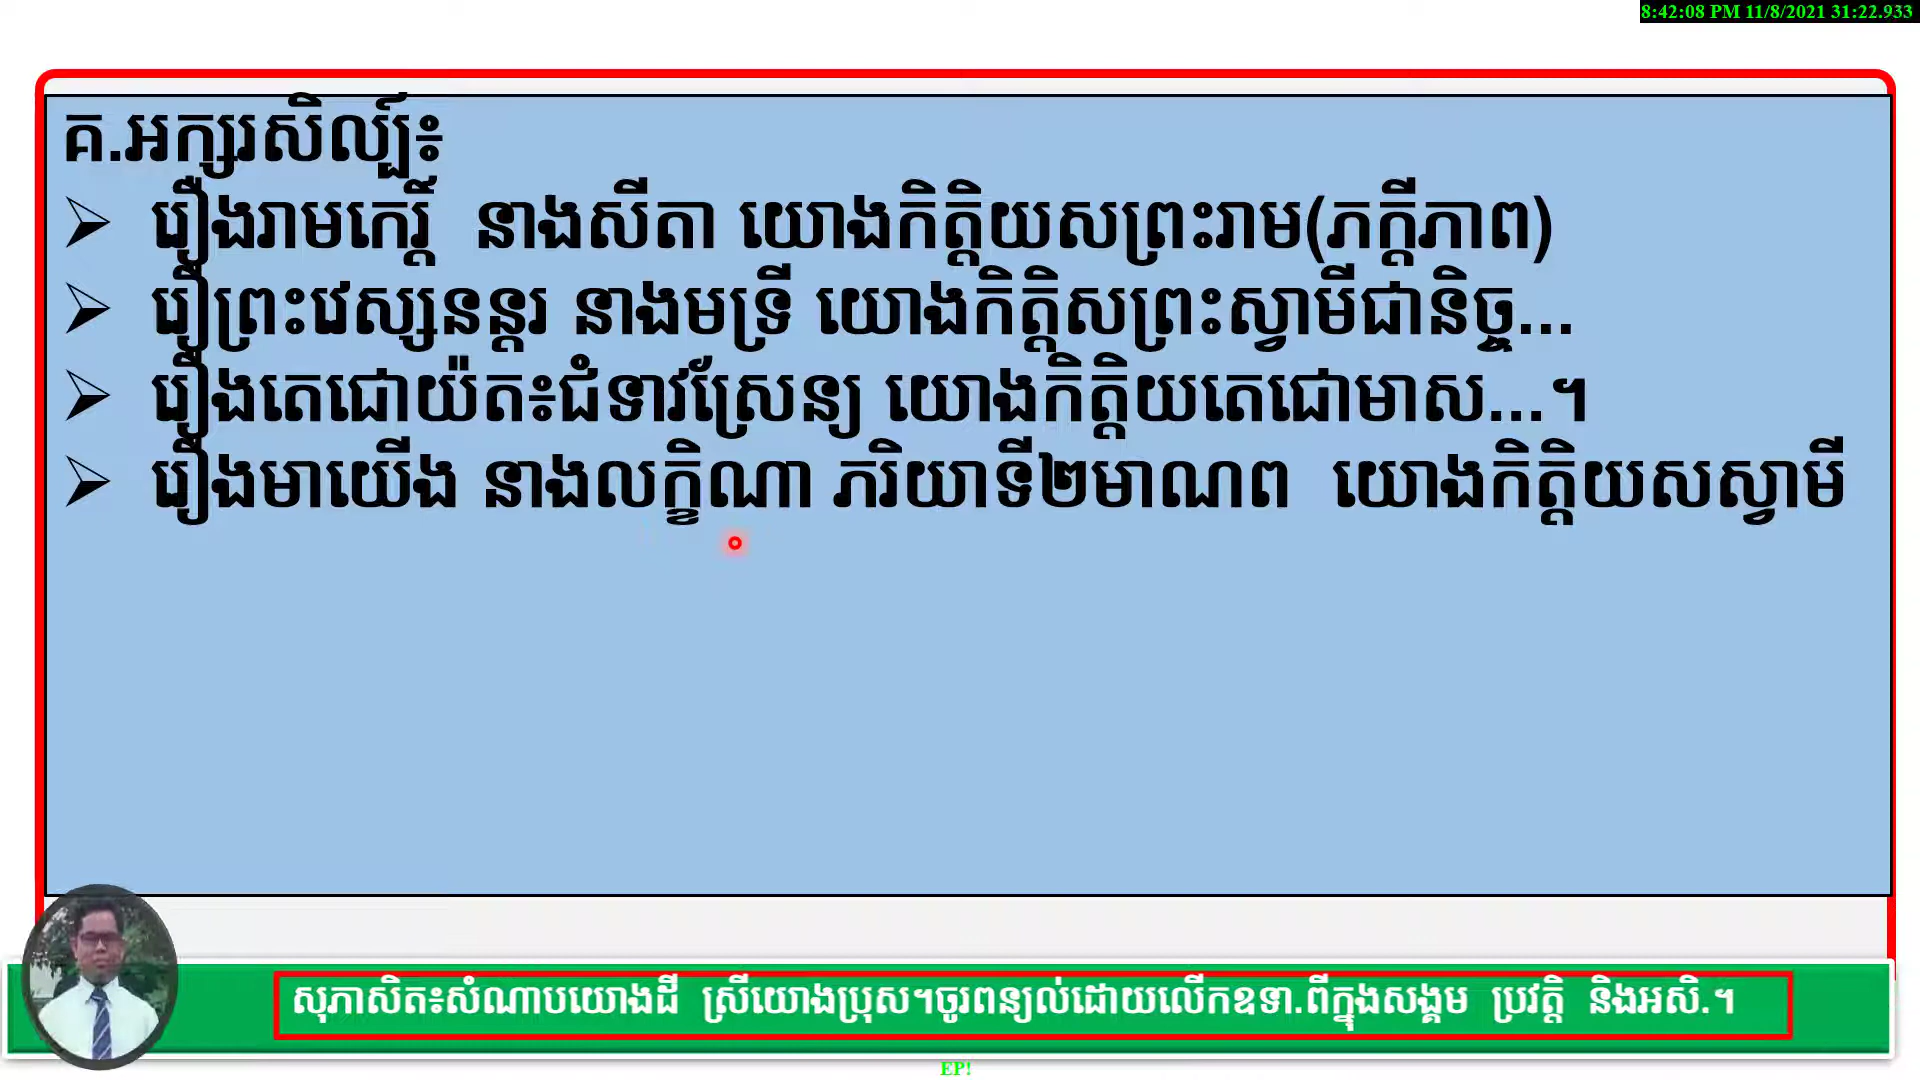 8:42:08 PM 11/8/2021 31:22.933
គ.អក្សរសិល្ប៍៖
➢ រឿងរាមកេរ្តិ៍ នាងសីតា យោងកិត្តិយសព្រះរាម(ភក្តីភាព)
➢ រឿព្រះវេស្សនន្តរ នាងមទ្រី យោងកិត្តិសព្រះស្វាមីជានិច្ច...
➢ រឿងតេជោយ៉ត៖ជំទាវស្រែន្យ យោងកិត្តិយតេជោមាស...។
➢ រឿងមាយើង នាងលក្ខិណា ភរិយាទី២មាណព យោងកិត្តិយសស្វាមី
សុភាសិត៖សំណាបយោងដី ស្រីយោងប្រុស។ចូរពន្យល់ដោយលើកឧទា.ពីក្នុងសង្គម ប្រវត្តិ និងអសិ.។
EP!